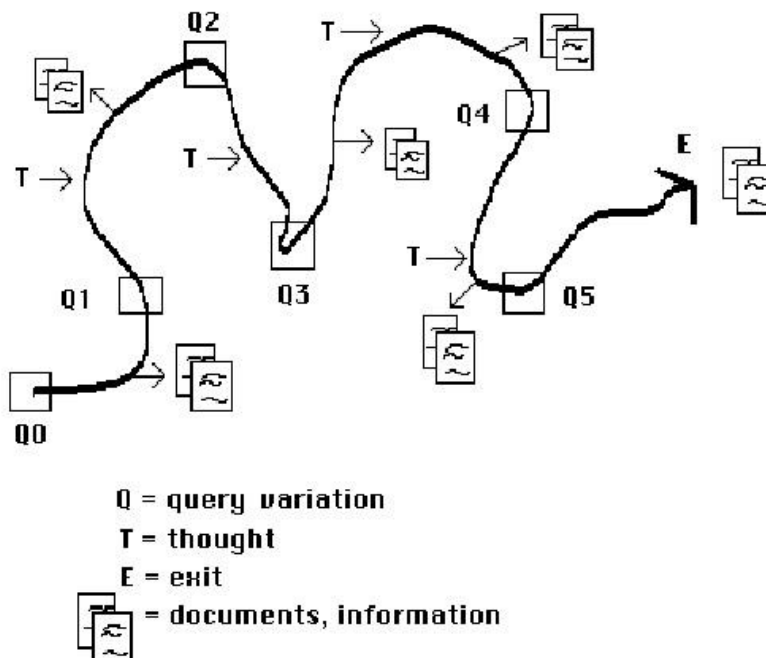 Q2
T
Q4
E
T
T
T
Q1
Q3
Q5
Q0
Q = query variation
T = thought
E = exit
= documents, information